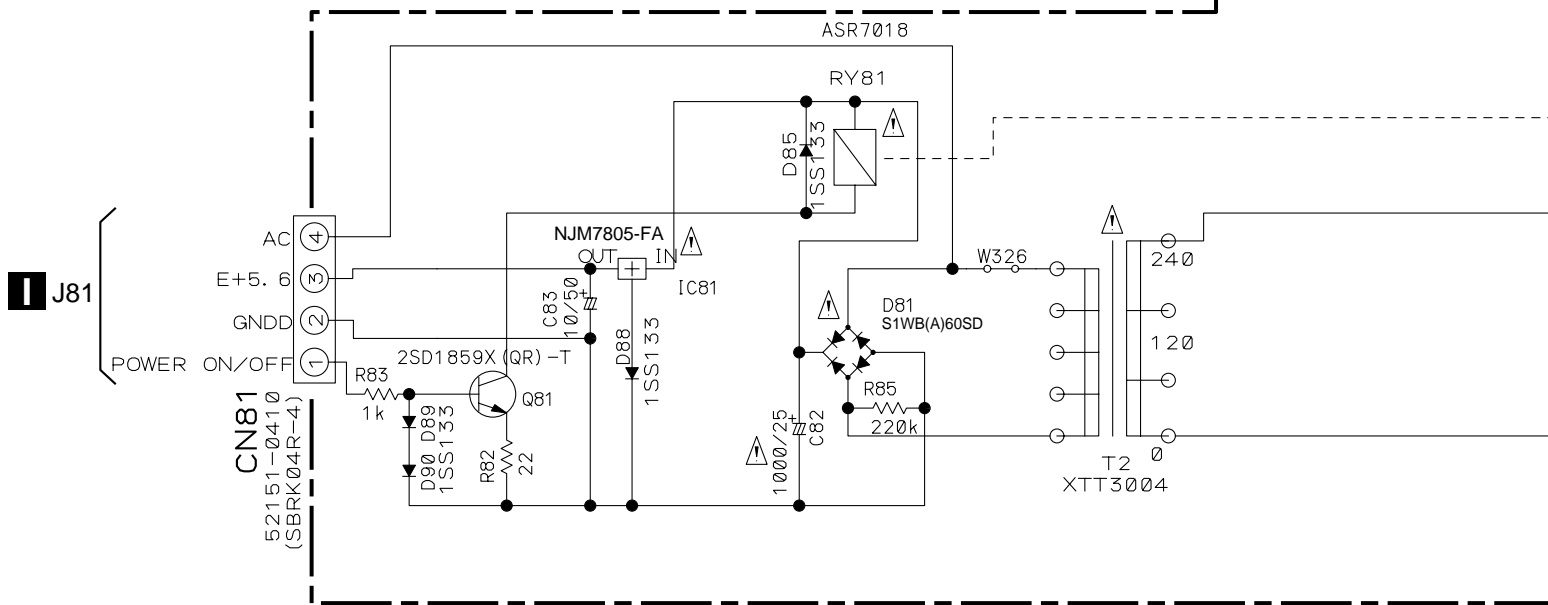 ASR7018
RY81
D85
1SS133
NJM7805-FA
OUT
IN
IC81
AC 4
E+5. 6 3
GNDD 2
POWER ON/OFF 1
I J81
CN81
52151-0410
(SBRK04R-4)
C83
10/50
+
D88
1SS133
2SD1859X(QR)-T
R83
1k
Q81
D90 D89
1SS133
R82
22
W326
D81
S1WB(A)60SD
R85
220k
1000/25
+
C82
240
120
0
T2
XTT3004